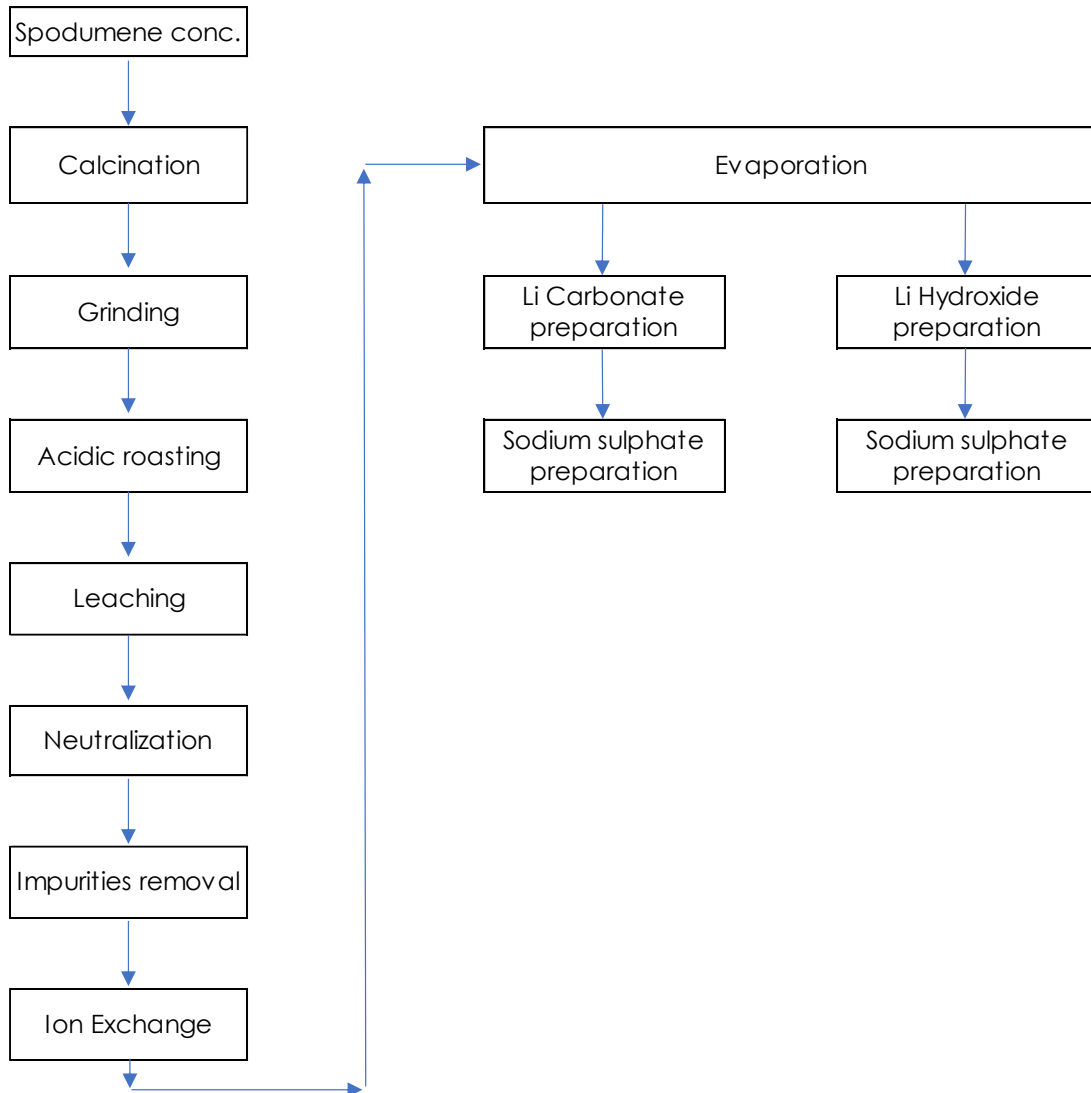 Spodumene conc.
Calcination
Grinding
Acidic roasting
Leaching
Neutralization
Impurities removal
Ion Exchange
Evaporation
Li Carbonate
preparation
Sodium sulphate
preparation
Li Hydroxide
preparation
Sodium sulphate
preparation